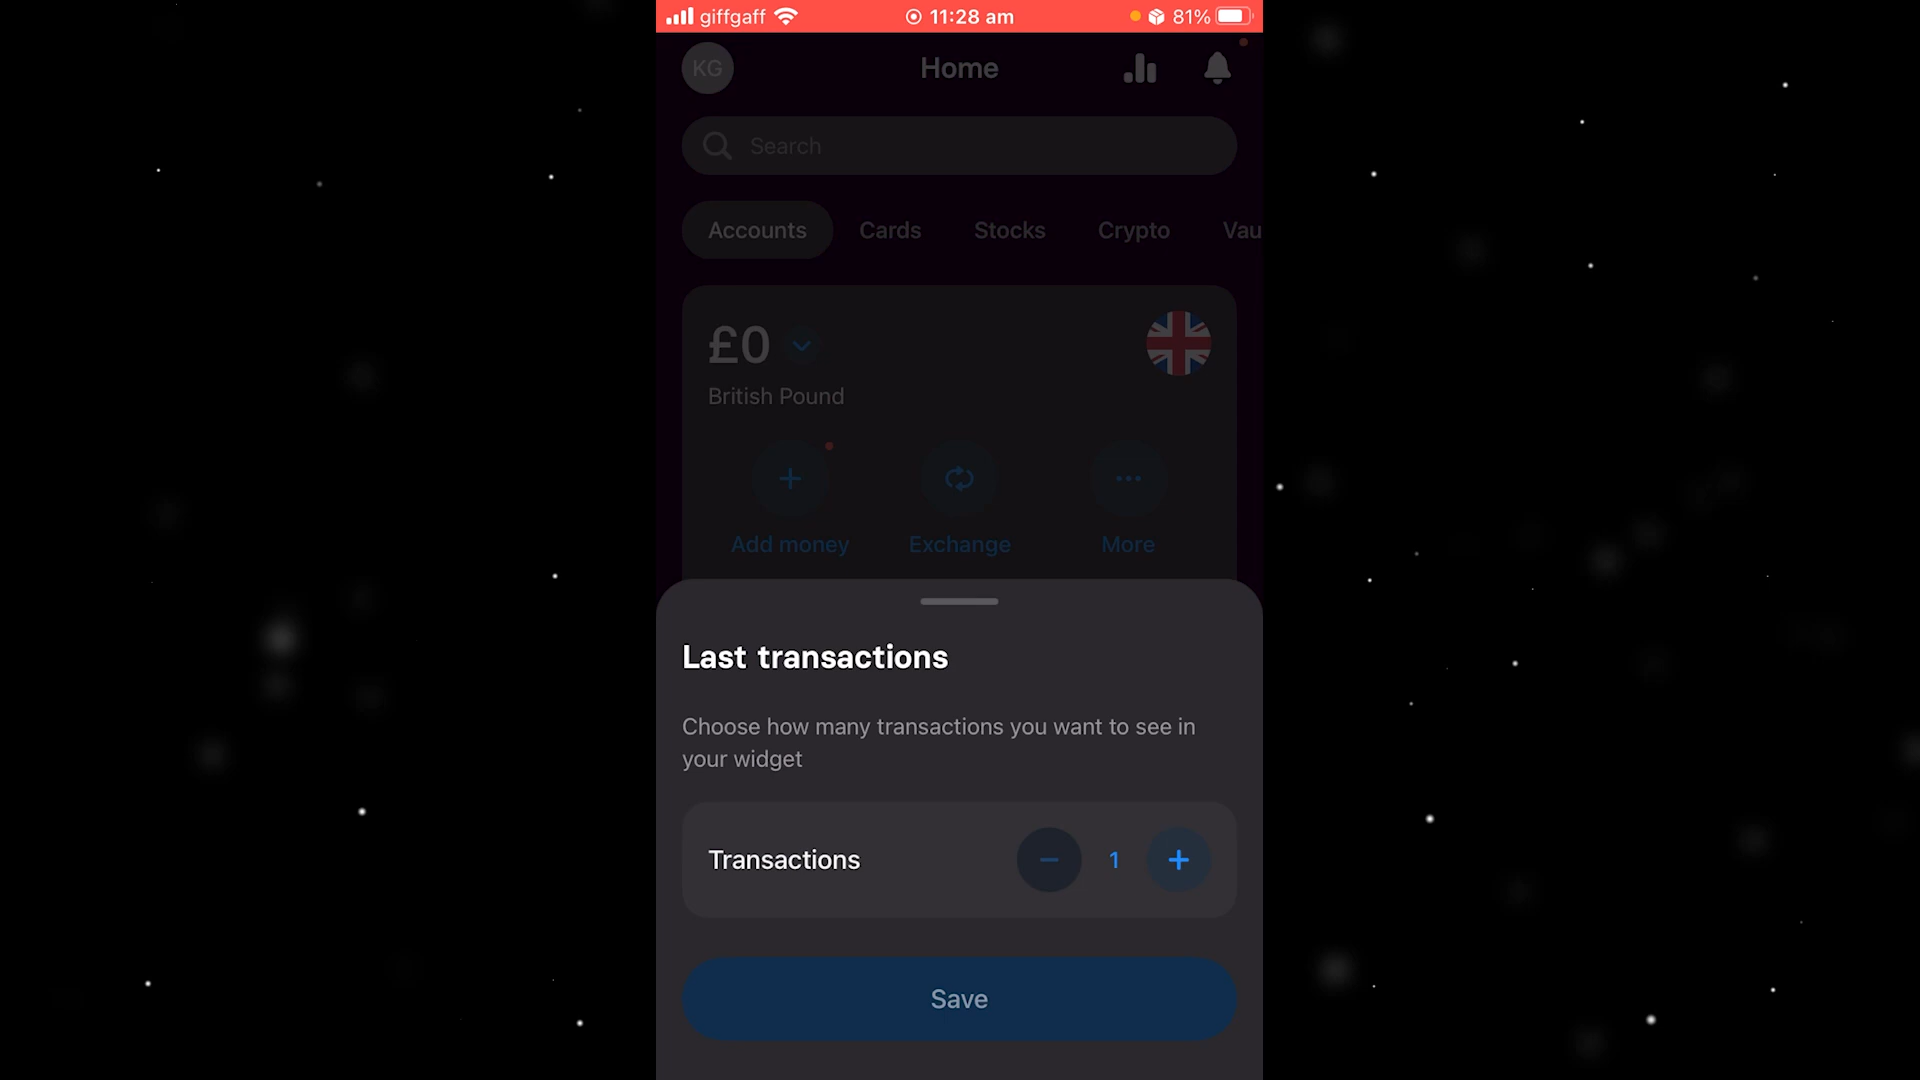 giffgaff 11:28 am 81%
KG Home
Search
Accounts Cards Stocks Crypto Vau
£0
British Pound
Add money Exchange More
Last transactions
Choose how many transactions you want to see in
your widget
Transactions 1
Save